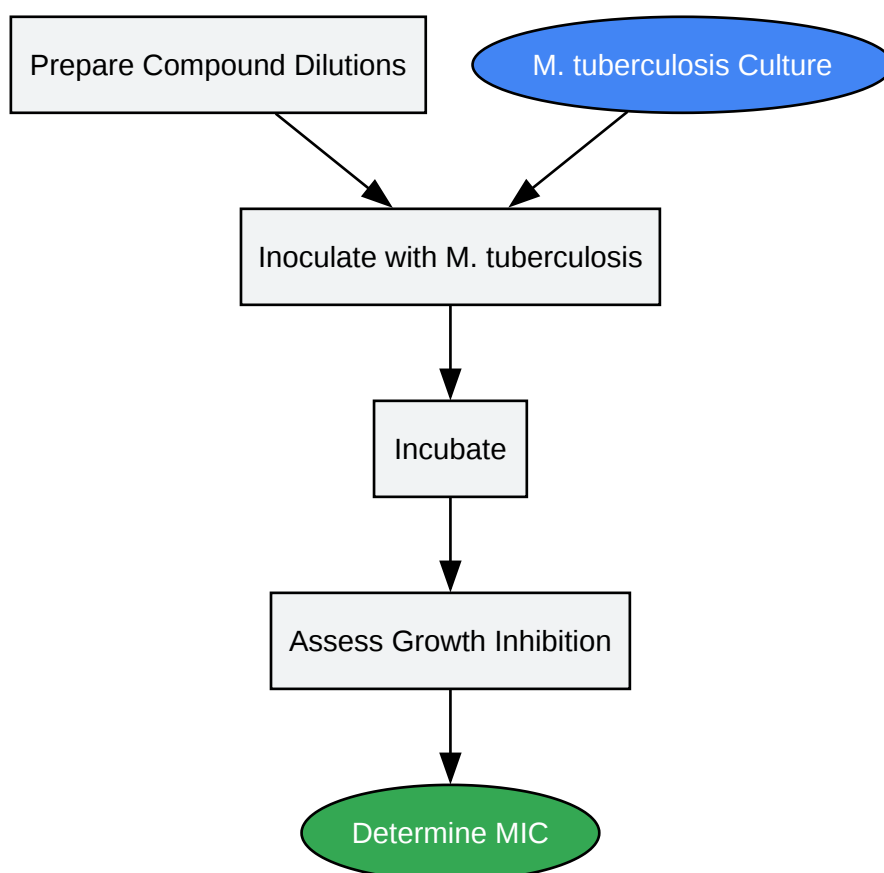 Prepare Compound Dilutions
M. tuberculosis Culture
Inoculate with M. tuberculosis
Incubate
Assess Growth Inhibition
Determine MIC